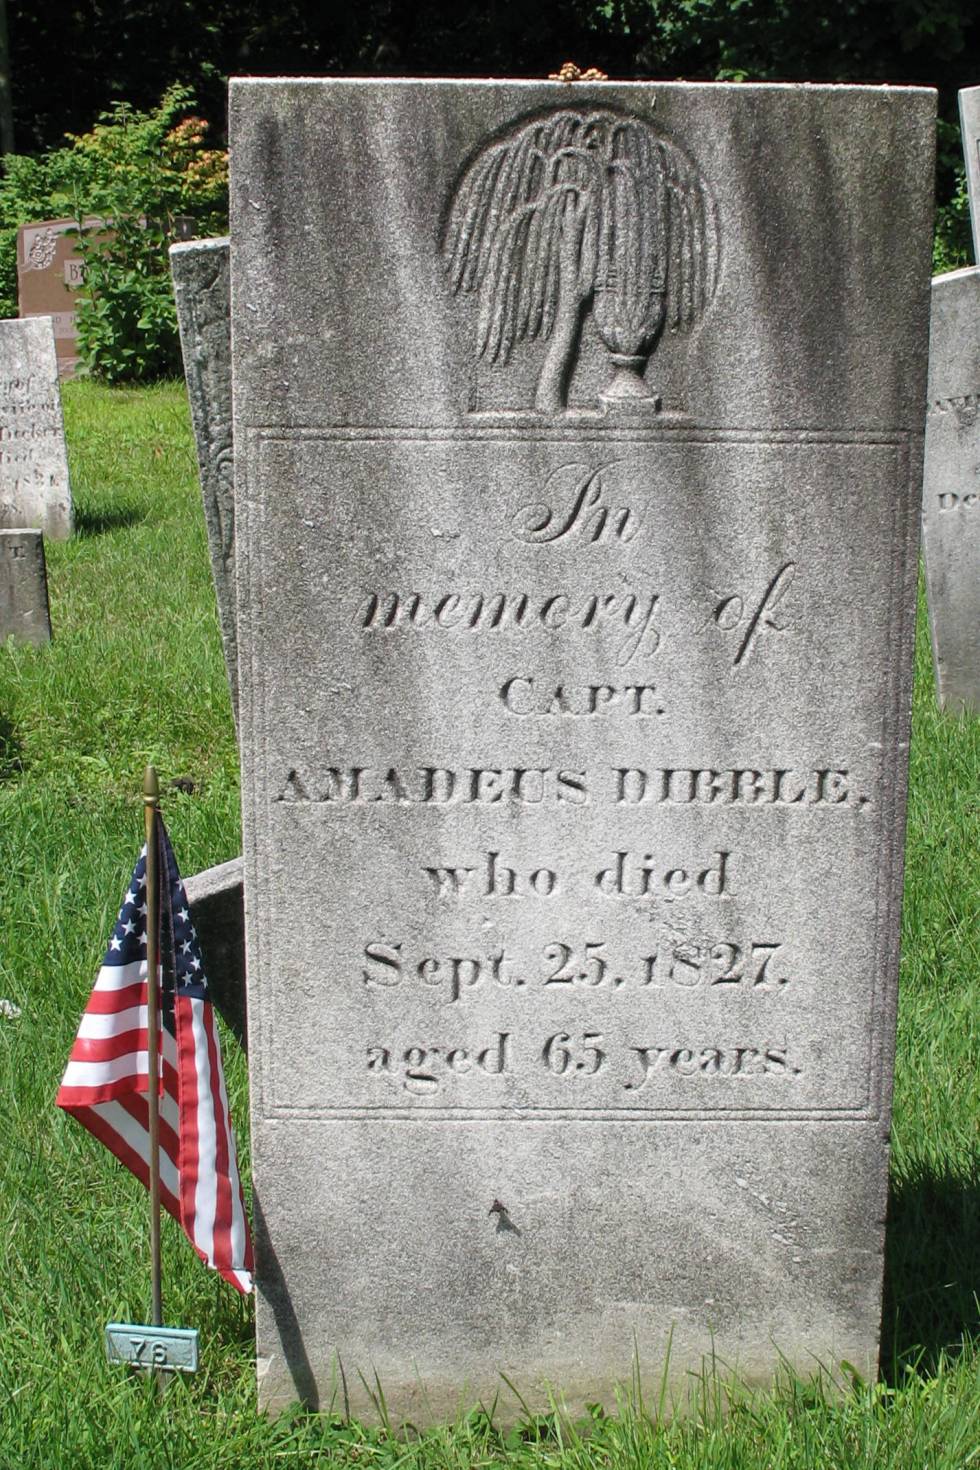 In
memory of
CAPT.
AMADEUS DIBBLE,
who died
Sept. 25, 1827.
aged 65 years.
76